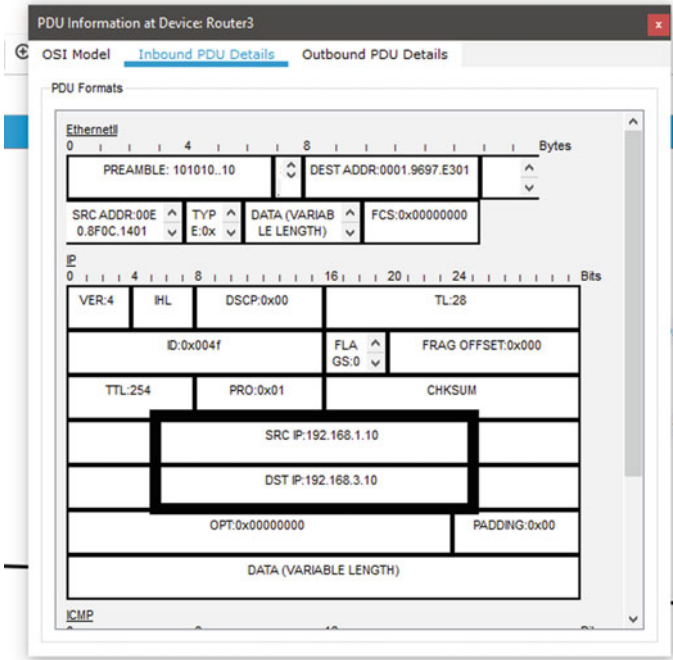 PDU Information at Device: Router3
x
OSI Model Inbound PDU Details Outbound PDU Details
PDU Formats
EthernetII
0 4 8 Bytes
PREAMBLE: 101010..10 DEST ADDR:0001.9697.E301
SRC ADDR:00E TYP DATA (VARIAB FCS:0x00000000
0.8F0C.1401 E:0x LE LENGTH)
IP
0 4 8 16 20 24 Bits
VER:4 IHL DSCP:0x00 TL:28
ID:0x004f FLA FRAG OFFSET:0x000
GS:0
TTL:254 PRO:0x01 CHKSUM
SRC IP:192.168.1.10
DST IP:192.168.3.10
OPT:0x00000000 PADDING:0x00
DATA (VARIABLE LENGTH)
ICMP